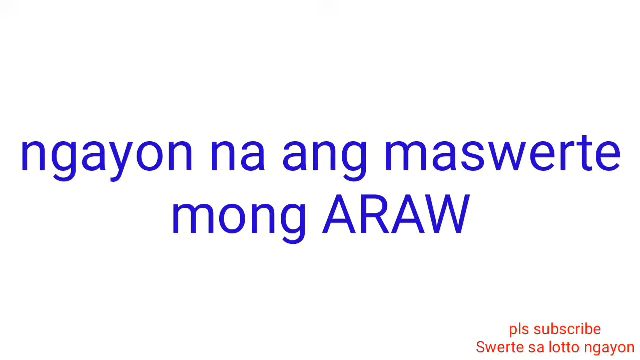 ngayon na ang maswerte
mong ARAW
pls subscribe
Swerte sa lotto ngayon